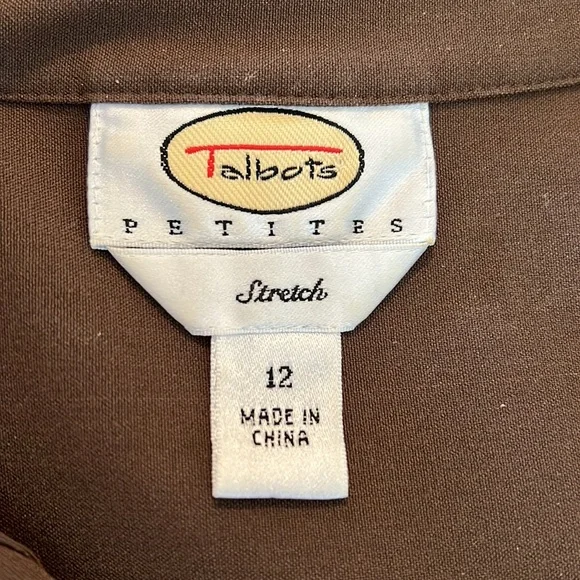 Talbots
PETITES
Stretch
12
MADE IN
CHINA